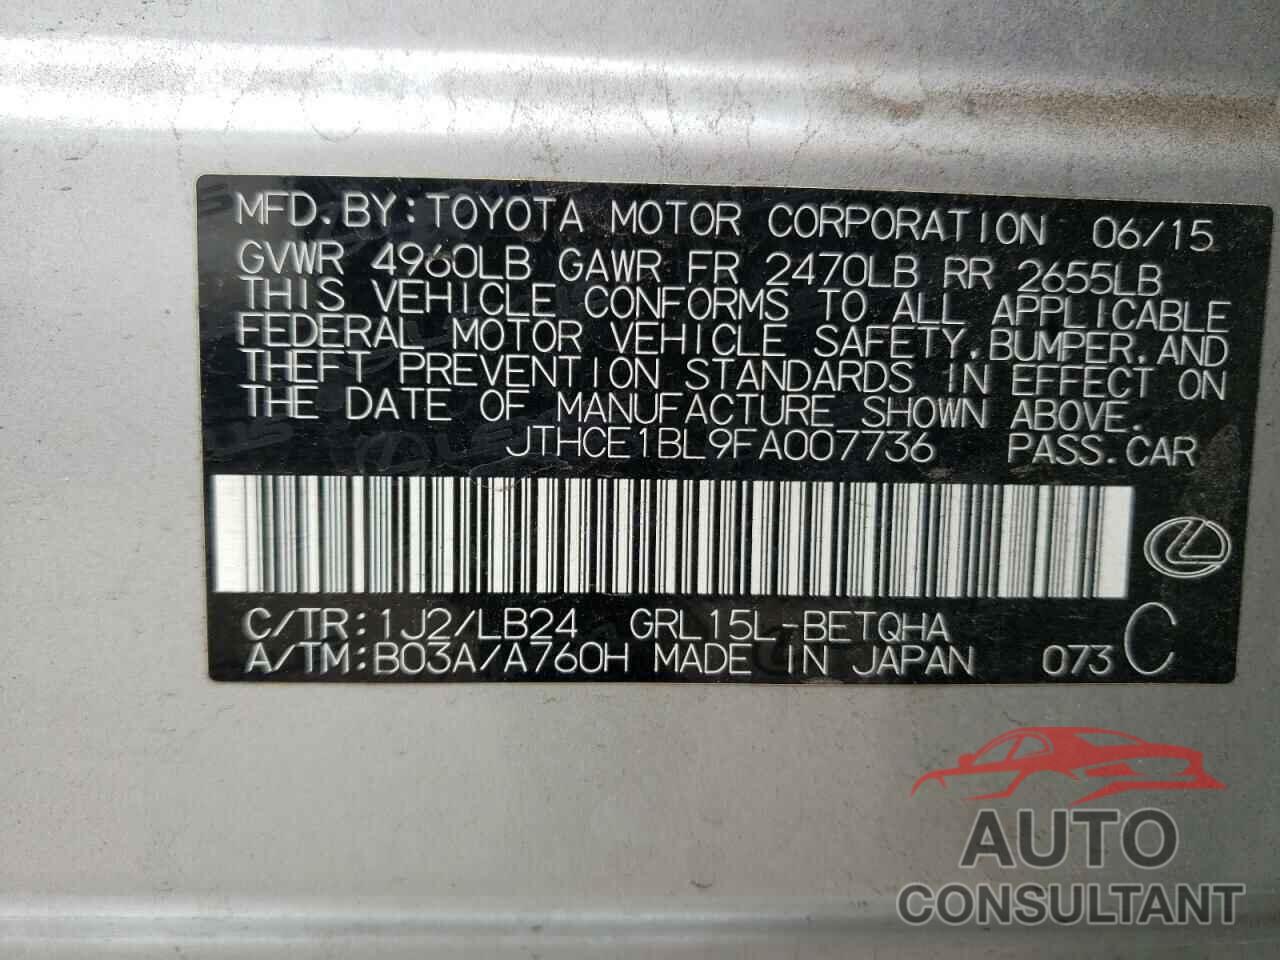 MFD.BY:TOYOTA MOTOR CORPORATION 06/15
GVWR 4960LB GAWR FR 2470LB RR 2655LB
THIS VEHICLE CONFORMS TO ALL APPLICABLE
FEDERAL MOTOR VEHICLE SAFETY,BUMPER,AND
THEFT PREVENTION STANDARDS IN EFFECT ON
THE DATE OF MANUFACTURE SHOWN ABOVE.
JTHCE1BL9FA007736 PASS.CAR
C/TR:1J2/LB24 GRL15L-BETQHA C
A/TM:B03A/A760H MADE IN JAPAN 073
AUTO
CONSULTANT